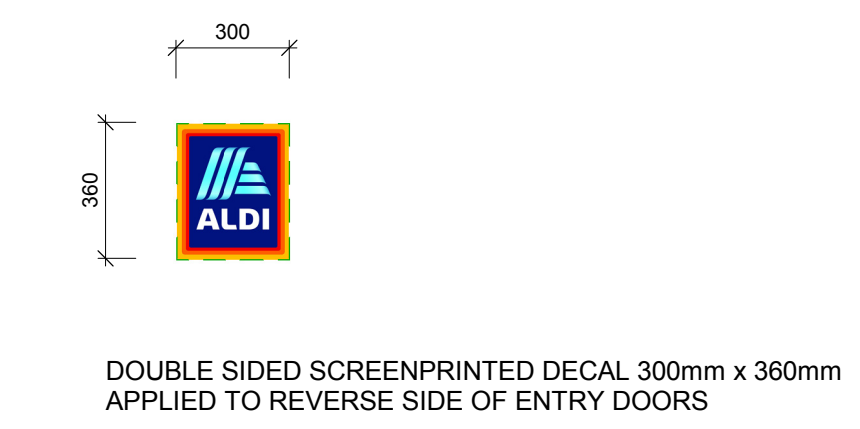 300
360
ALDI
DOUBLE SIDED SCREENPRINTED DECAL 300mm x 360mm
APPLIED TO REVERSE SIDE OF ENTRY DOORS